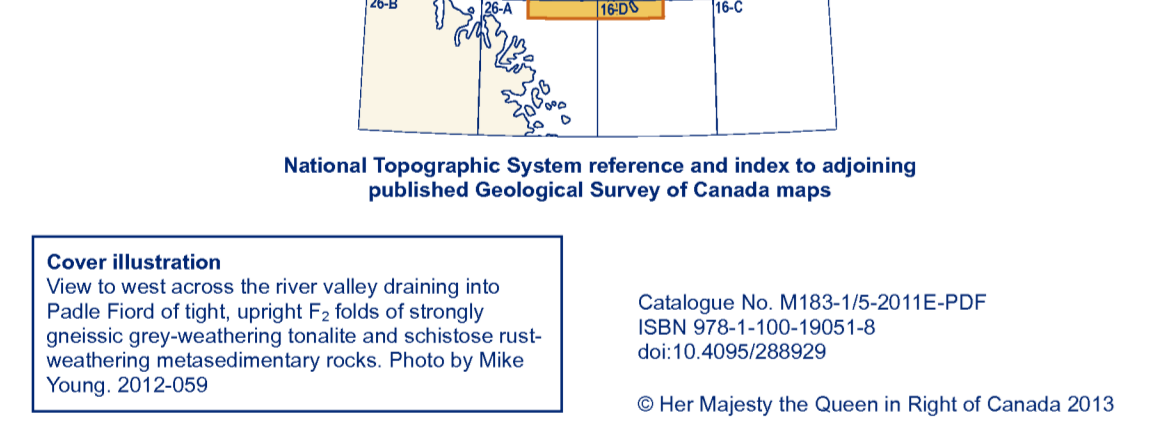 26-B
26-A
16-D
16-C
National Topographic System reference and index to adjoining
published Geological Survey of Canada maps
Cover illustration
View to west across the river valley draining into
Padle Fiord of tight, upright F₂ folds of strongly
gneissic grey-weathering tonalite and schistose rust-
weathering metasedimentary rocks. Photo by Mike
Young. 2012-059
Catalogue No. M183-1/5-2011E-PDF
ISBN 978-1-100-19051-8
doi:10.4095/288929
© Her Majesty the Queen in Right of Canada 2013